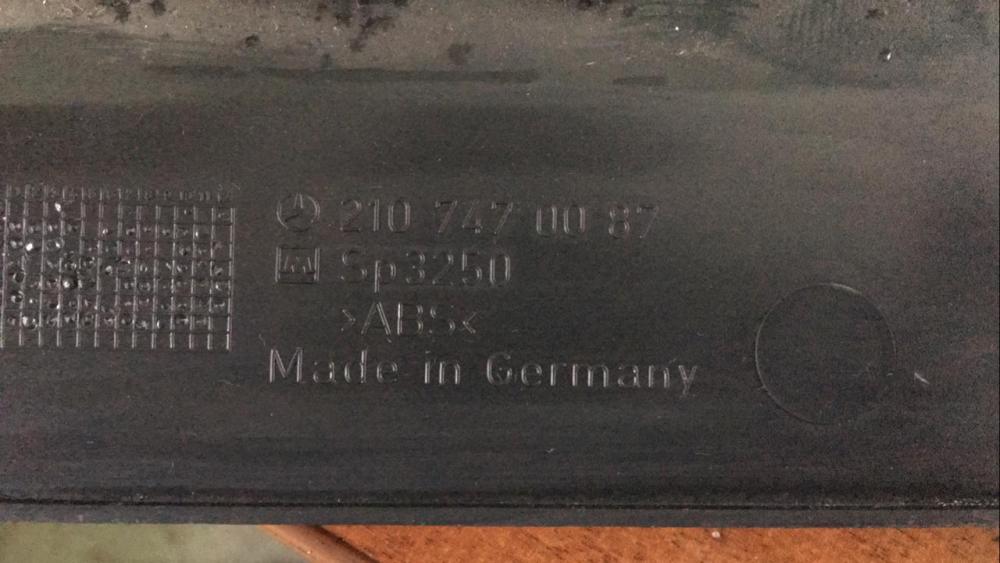 210 747 00 87
Sp3250
>ABS<
Made in Germany